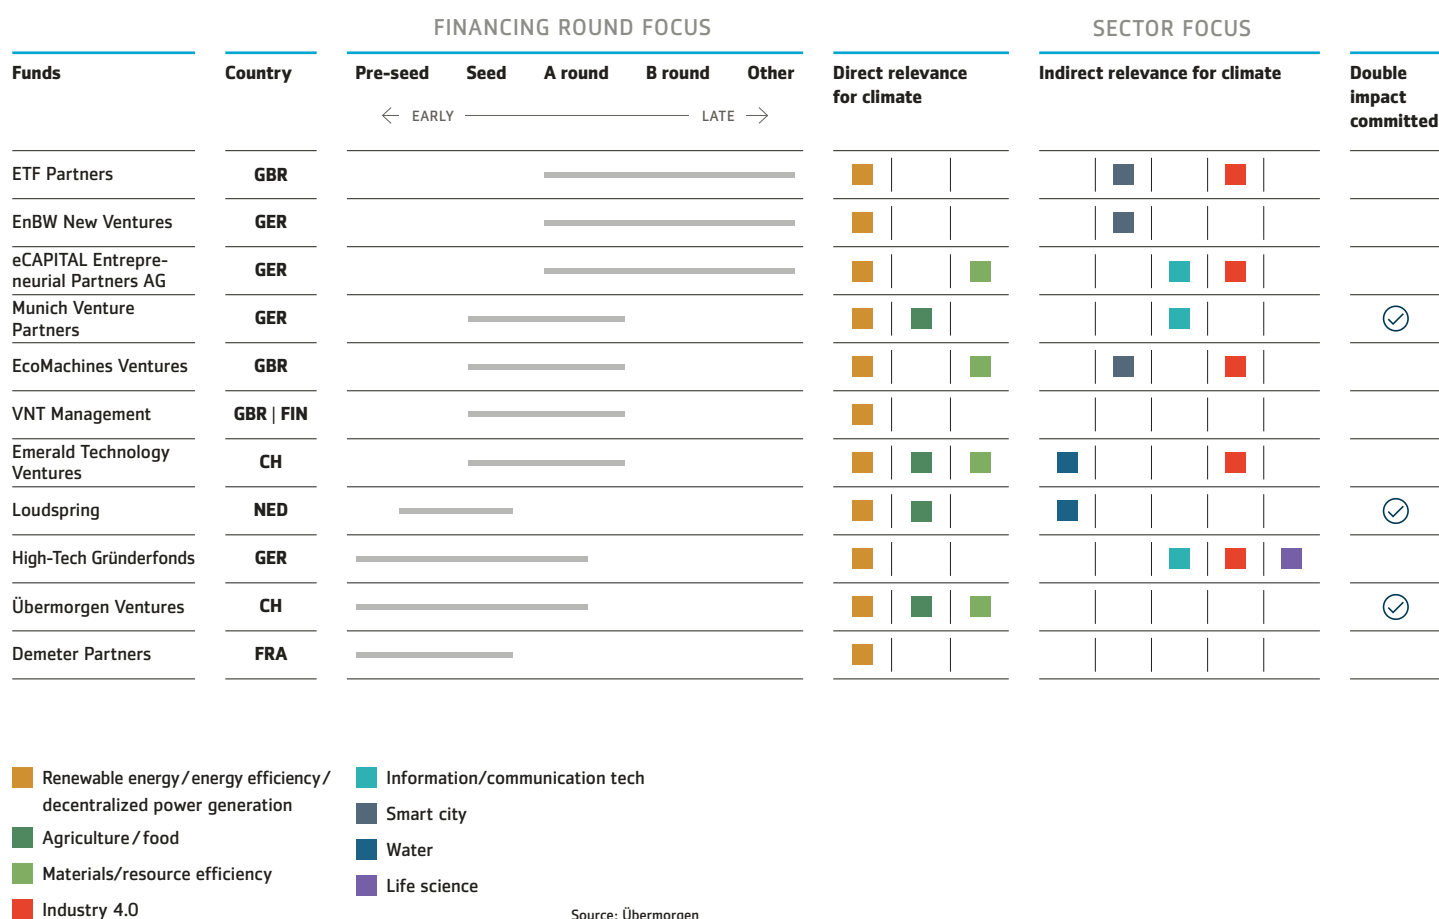 FINANCING ROUND FOCUS
SECTOR FOCUS
Funds
Country
Pre-seed
Seed
A round
B round
Other
Direct relevance
for climate
Indirect relevance for climate
Double
impact
committed
EARLY
LATE
ETF Partners
GBR
EnBW New Ventures
GER
eCAPITAL Entrepre-
neurial Partners AG
GER
Munich Venture
Partners
GER
EcoMachines Ventures
GBR
VNT Management
GBR | FIN
Emerald Technology
Ventures
CH
Loudspring
NED
High-Tech Gründerfonds
GER
Übermorgen Ventures
CH
Demeter Partners
FRA
Renewable energy/energy efficiency/
decentralized power generation
Agriculture/food
Materials/resource efficiency
Industry 4.0
Information/communication tech
Smart city
Water
Life science
Source: Übermorgen